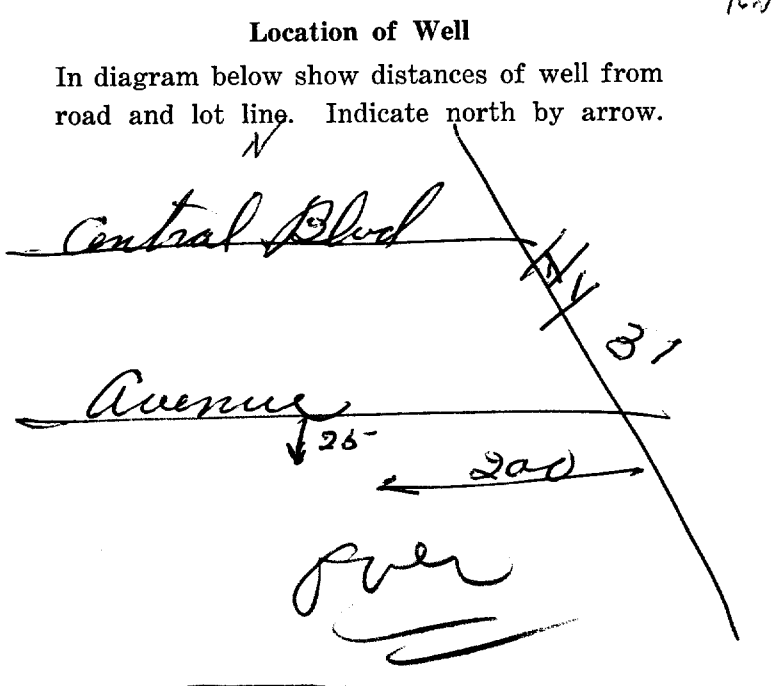 Location of Well
In diagram below show distances of well from
road and lot line. Indicate north by arrow.
N
Central Blvd
31
Avenue
25
200
over